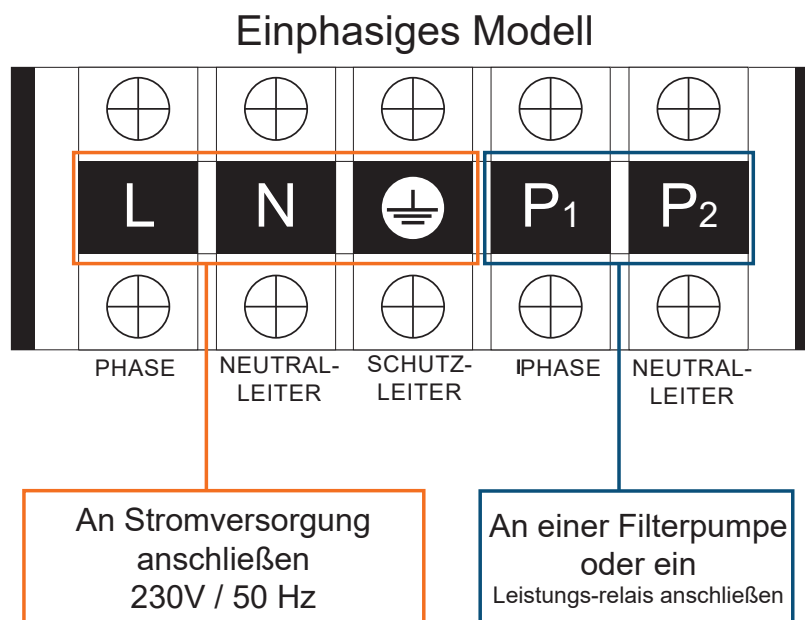 Einphasiges Modell
L N P1 P2
PHASE NEUTRAL- SCHUTZ- IPHASE NEUTRAL-
LEITER LEITER LEITER
An Stromversorgung
anschließen
230V / 50 Hz
An einer Filterpumpe
oder ein
Leistungs-relais anschließen